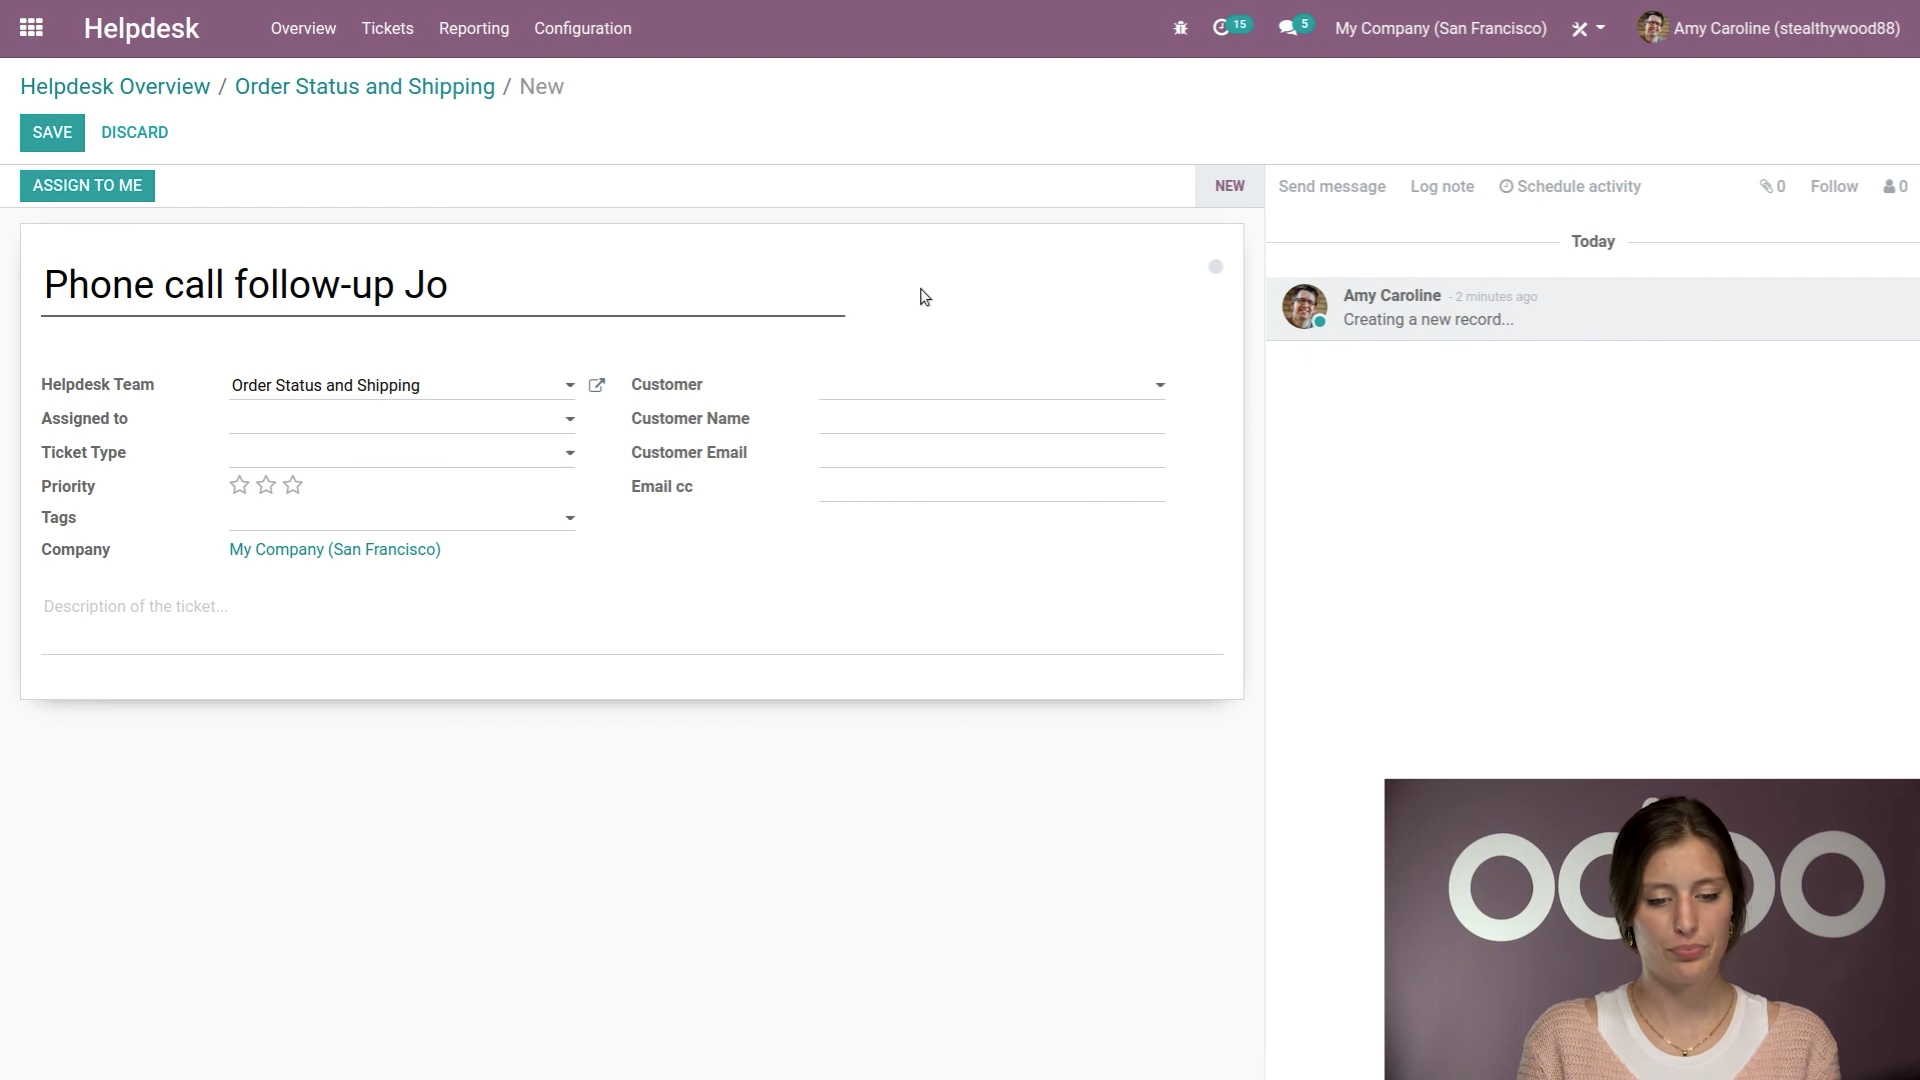 Helpdesk
Overview
Tickets
Reporting
Configuration
15
5
My Company (San Francisco)
Amy Caroline (stealthywood88)
Helpdesk Overview / Order Status and Shipping / New
SAVE
DISCARD
ASSIGN TO ME
NEW
Send message
Log note
Schedule activity
0
Follow
0
Today
Phone call follow-up Jo
Amy Caroline - 2 minutes ago
Creating a new record...
Helpdesk Team
Order Status and Shipping
Assigned to
Ticket Type
Priority
Tags
Company
My Company (San Francisco)
Customer
Customer Name
Customer Email
Email cc
Description of the ticket...